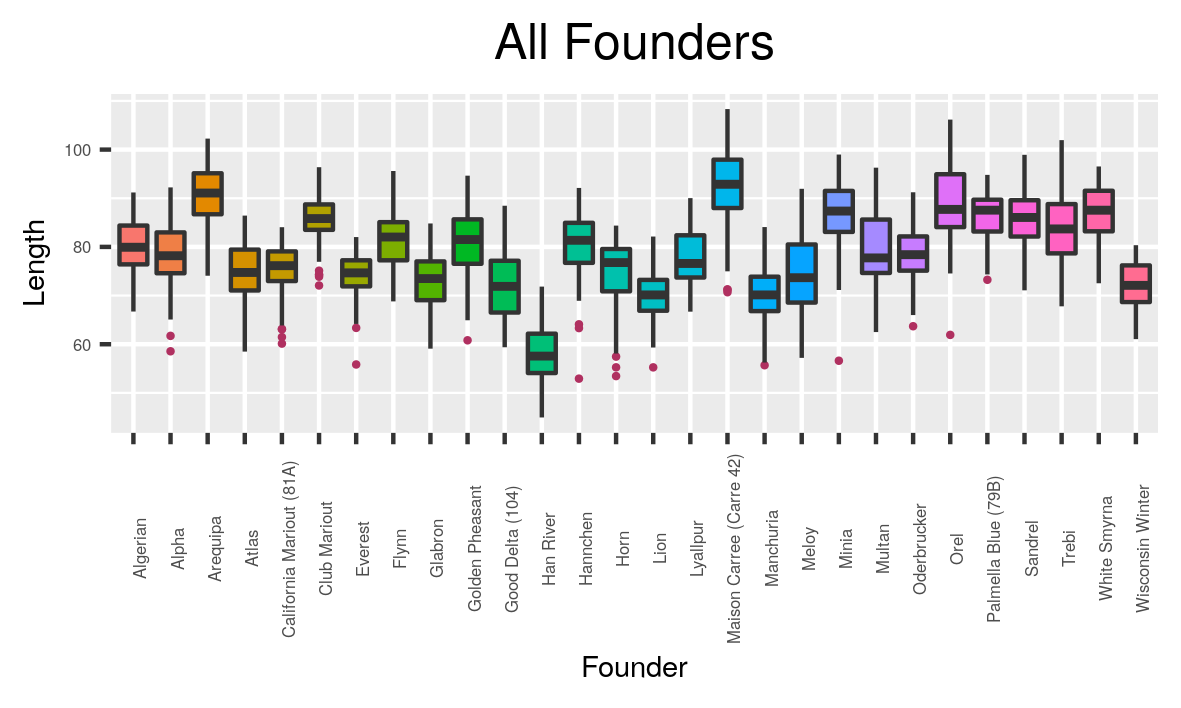 All Founders
Length
100
80
60
Algerian
Alpha
Arequipa
Atlas
California Mariout (81A)
Club Mariout
Everest
Flynn
Glabron
Golden Pheasant
Good Delta (104)
Han River
Hannchen
Horn
Lion
Lyallpur
Maison Carree (Carre 42)
Manchuria
Meloy
Minia
Multan
Oderbrucker
Orel
Palmella Blue (79B)
Sandrel
Trebi
White Smyrna
Wisconsin Winter
Founder